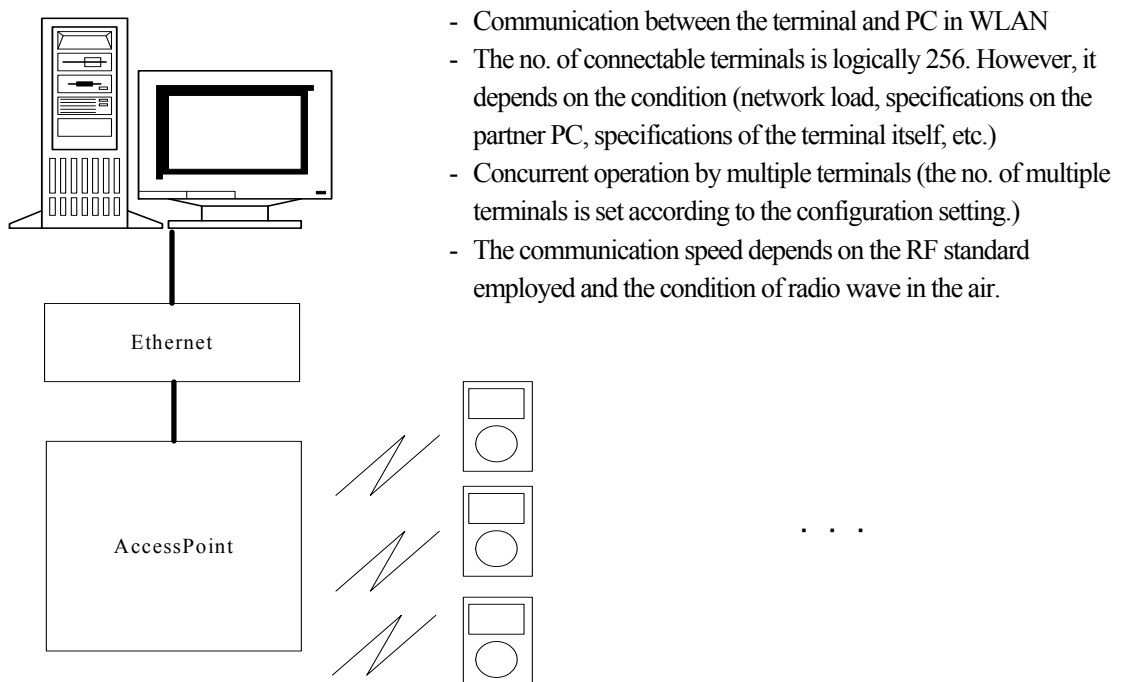 - Communication between the terminal and PC in WLAN
- The no. of connectable terminals is logically 256. However, it
depends on the condition (network load, specifications on the
partner PC, specifications of the terminal itself, etc.)
- Concurrent operation by multiple terminals (the no. of multiple
terminals is set according to the configuration setting.)
- The communication speed depends on the RF standard
employed and the condition of radio wave in the air.
Ethernet
AccessPoint
. . .